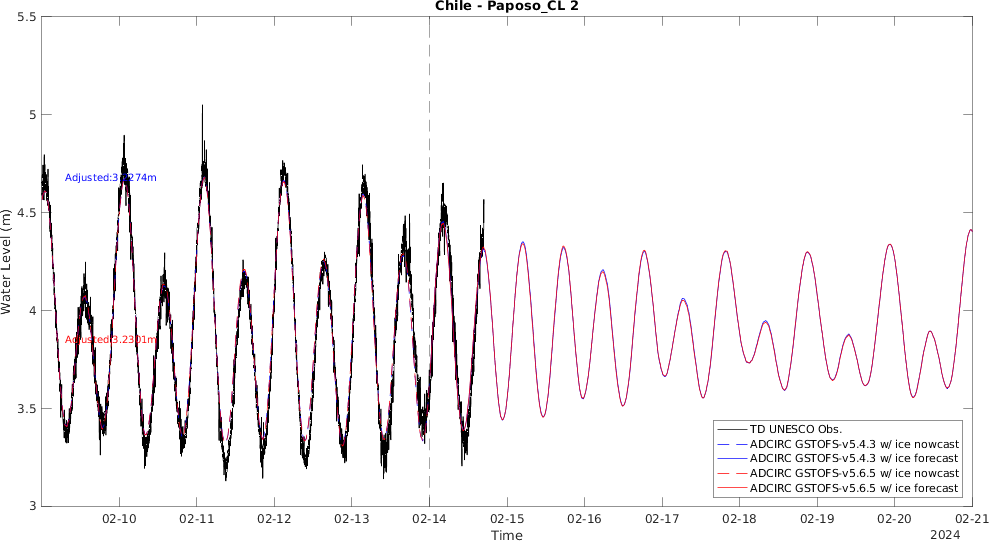 Chile - Paposo_CL 2
Water Level (m)
5.5
5
4.5
4
3.5
3
Adjusted:3.2274m
Adjusted:3.2301m
TD UNESCO Obs.
ADCIRC GSTOFS-v5.4.3 w/ ice nowcast
ADCIRC GSTOFS-v5.4.3 w/ ice forecast
ADCIRC GSTOFS-v5.6.5 w/ ice nowcast
ADCIRC GSTOFS-v5.6.5 w/ ice forecast
02-10 02-11 02-12 02-13 02-14 02-15 02-16 02-17 02-18 02-19 02-20 02-21
Time
2024